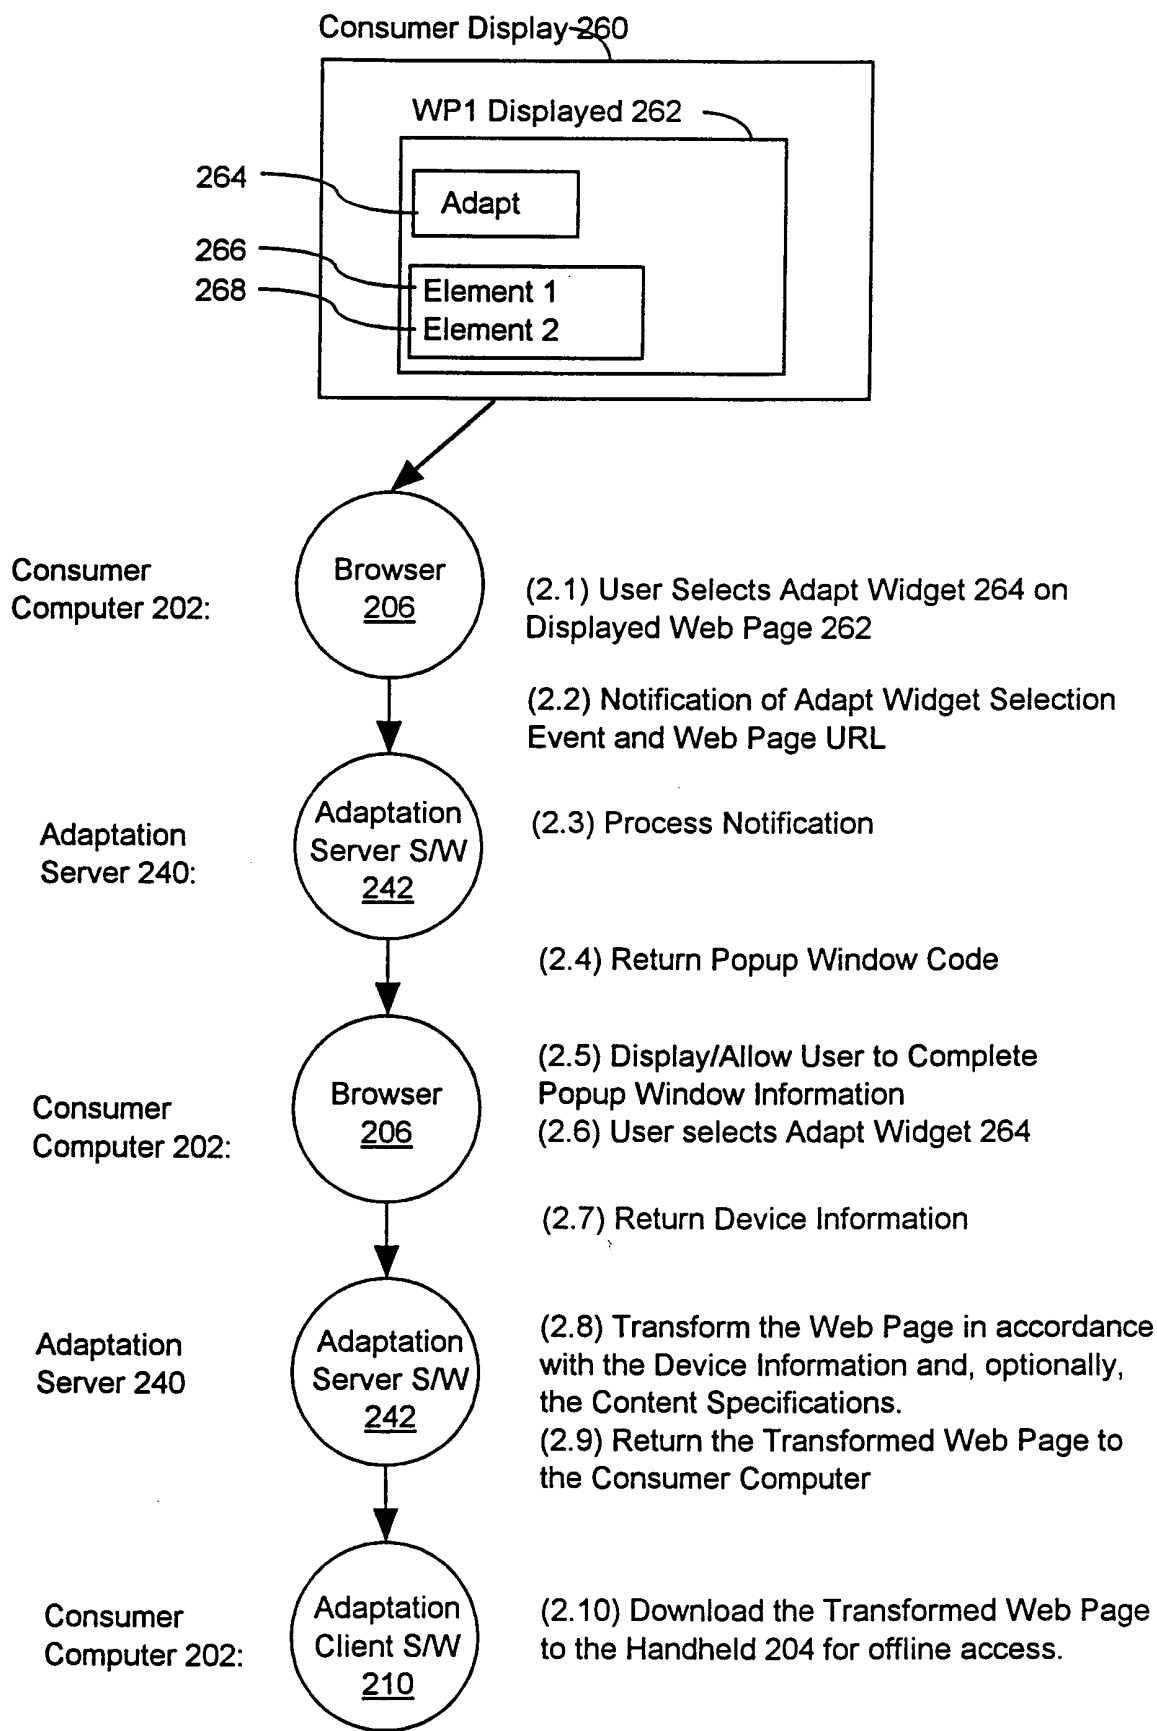 Consumer Display 260
WP1 Displayed 262
264
Adapt
266
Element 1
268
Element 2
Consumer
Computer 202:
Browser
206
(2.1) User Selects Adapt Widget 264 on
Displayed Web Page 262
(2.2) Notification of Adapt Widget Selection
Event and Web Page URL
Adaptation
Server 240:
Adaptation
Server S/W
242
(2.3) Process Notification
(2.4) Return Popup Window Code
Consumer
Computer 202:
Browser
206
(2.5) Display/Allow User to Complete
Popup Window Information
(2.6) User selects Adapt Widget 264
(2.7) Return Device Information
Adaptation
Server 240
Adaptation
Server S/W
242
(2.8) Transform the Web Page in accordance
with the Device Information and, optionally,
the Content Specifications.
(2.9) Return the Transformed Web Page to
the Consumer Computer
Consumer
Computer 202:
Adaptation
Client S/W
210
(2.10) Download the Transformed Web Page
to the Handheld 204 for offline access.